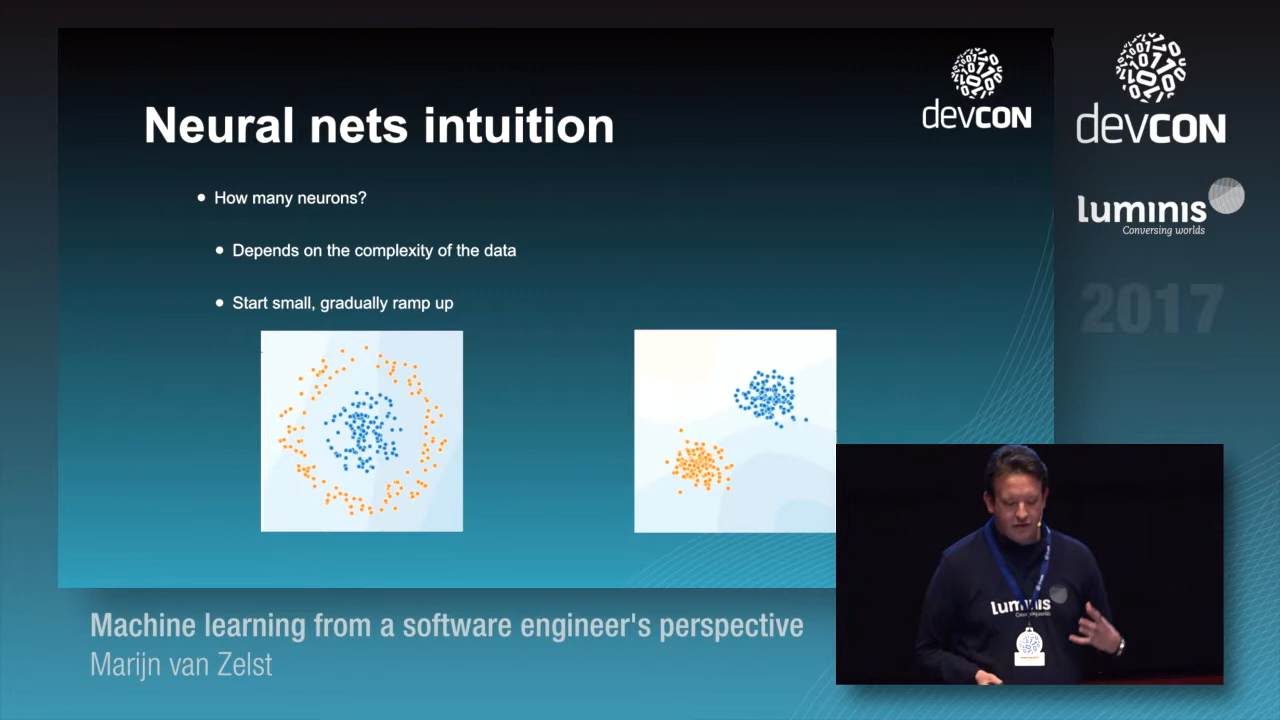 Neural nets intuition
devcon
How many neurons?
Depends on the complexity of the data
Start small, gradually ramp up
devcon
luminis
Conversing worlds
2017
luminis
Machine learning from a software engineer's perspective
Marijn van Zelst